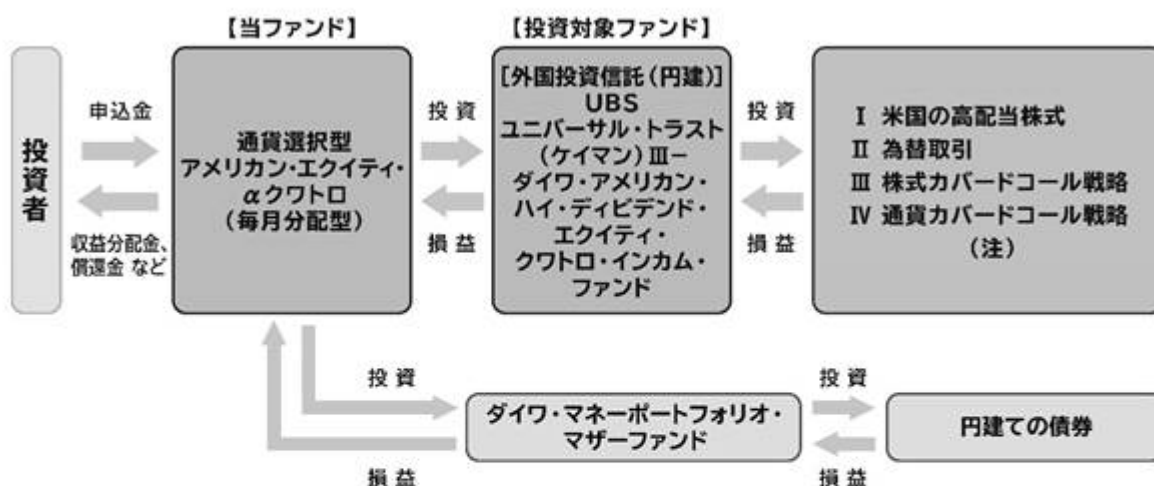 【当ファンド】
【投資対象ファンド】
投資者
申込金
収益分配金、
償還金 など
通貨選択型
アメリカン・エクイティ・
αクワトロ
(毎月分配型)
投資
損益
[外国投資信託(円建)]
UBS
ユニバーサル・トラスト
(ケイマン)Ⅲ−
ダイワ・アメリカン・
ハイ・ディビデンド・
エクイティ・
クワトロ・インカム・
ファンド
投資
損益
Ⅰ 米国の高配当株式
Ⅱ 為替取引
Ⅲ 株式カバードコール戦略
Ⅳ 通貨カバードコール戦略
(注)
投資
損益
ダイワ・マネーポートフォリオ・
マザーファンド
投資
損益
円建ての債券